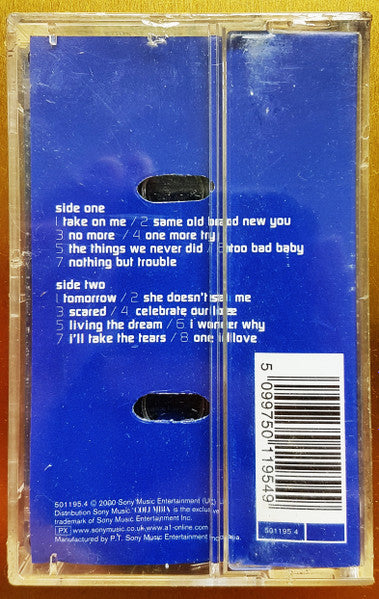 side one
1 take on me / 2 same old brand new you
3 no more / 4 one more try
5 the things we never did / 6 too bad baby
7 nothing but trouble
side two
1 tomorrow / 2 she doesn't see me
3 scared / 4 celebrate our love
5 living the dream / 6 i wonder why
7 i'll take the tears / 8 one in love
501195.4 © 2000 Sony Music Entertainment (UK)
Distribution Sony Music. "COLUMBIA" is the exclusive
trademark of Sony Music Entertainment Inc.
PX www.sonymusic.co.uk www.a1-online.com
Manufactured by P.T. Sony Music Entertainment Indonesia.
5 099750 119549
501195 4